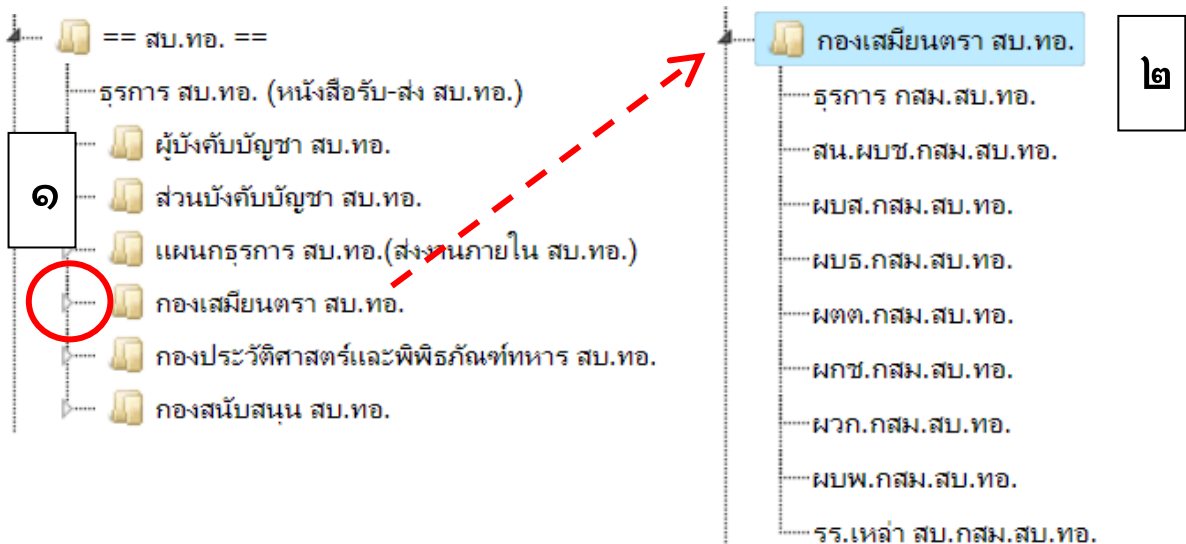 == สบ.ทอ. ==
ธุรการ สบ.ทอ. (หนังสือรับ-ส่ง สบ.ทอ.)
ผู้บังคับบัญชา สบ.ทอ.
ส่วนบังคับบัญชา สบ.ทอ.
๑
แผนกธุรการ สบ.ทอ.(ส่งงานภายใน สบ.ทอ.)
กองเสมียนตรา สบ.ทอ.
กองประวัติศาสตร์และพิพิธภัณฑ์ทหาร สบ.ทอ.
กองสนับสนุน สบ.ทอ.
กองเสมียนตรา สบ.ทอ.
๒
ธุรการ กสม.สบ.ทอ.
สน.ผบช.กสม.สบ.ทอ.
ผบส.กสม.สบ.ทอ.
ผบธ.กสม.สบ.ทอ.
ผตต.กสม.สบ.ทอ.
ผกช.กสม.สบ.ทอ.
ผวก.กสม.สบ.ทอ.
ผบพ.กสม.สบ.ทอ.
รร.เหล่า สบ.กสม.สบ.ทอ.